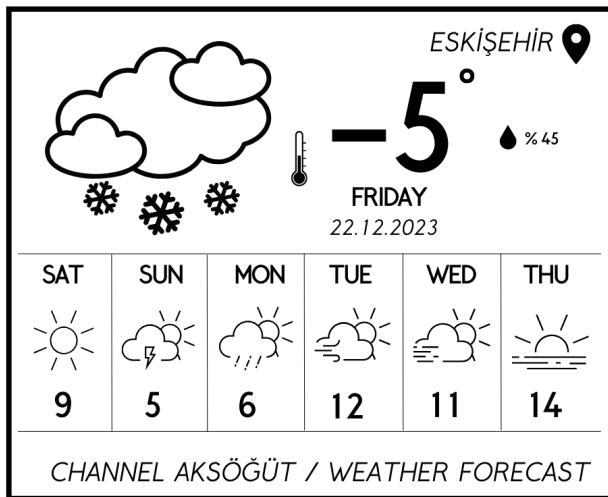 ESKİŞEHİR
−5°
% 45
FRIDAY
22.12.2023
SAT SUN MON TUE WED THU
9 5 6 12 11 14
CHANNEL AKSÖĞÜT / WEATHER FORECAST